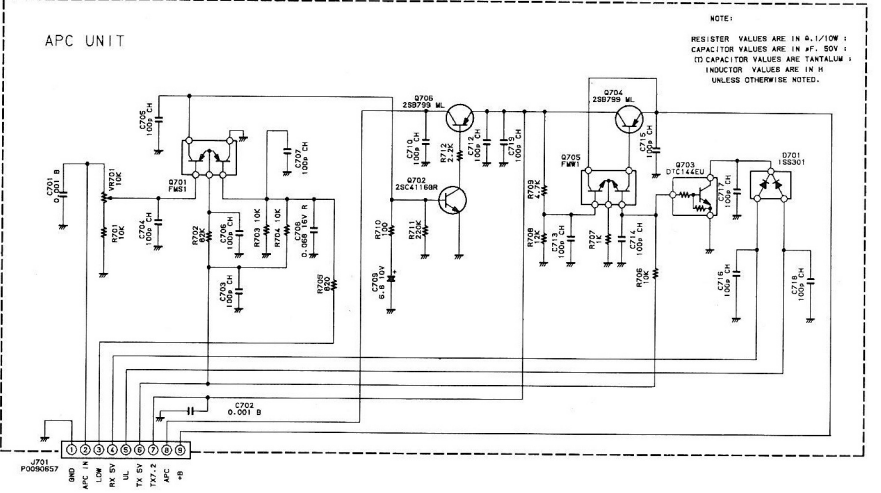 NOTE:
RESISTER VALUES ARE IN Ω,1/10W ;
CAPACITOR VALUES ARE IN µF, 50V ;
(T) CAPACITOR VALUES ARE TANTALUM ;
INDUCTOR VALUES ARE IN H
UNLESS OTHERWISE NOTED.
APC UNIT
C705
100p CH
Q701
FMS1
C707
100p CH
C701
0.001 B
VR701
10K
R701
C704
100p CH
R702
82K
C706
100p CH
R703 10K
R704 10K
0.068 16V R
C703
100p CH
R705
820
Q706
2SB799 ML
C710
100p CH
R712
2.2K
C712
100p CH
C719
100p CH
Q702
2SC4116GR
R710
100
R711
220K
C709
6.8 10V
Q704
2SB799 ML
Q705
FMW1
C715
100p CH
R709
4.7K
R708
12K
C713
100p CH
R707
1K
C714
100p CH
R706
10K
Q703
DTC144EU
C717
100p CH
D701
1SS301
C716
100p CH
C718
100p CH
C702
0.001 B
J701
P0090657
1 2 3 4 5 6 7 8 9
GND
APC IN
LOW
RX 5V
UL
TX 5V
TX7.2
APC
+B